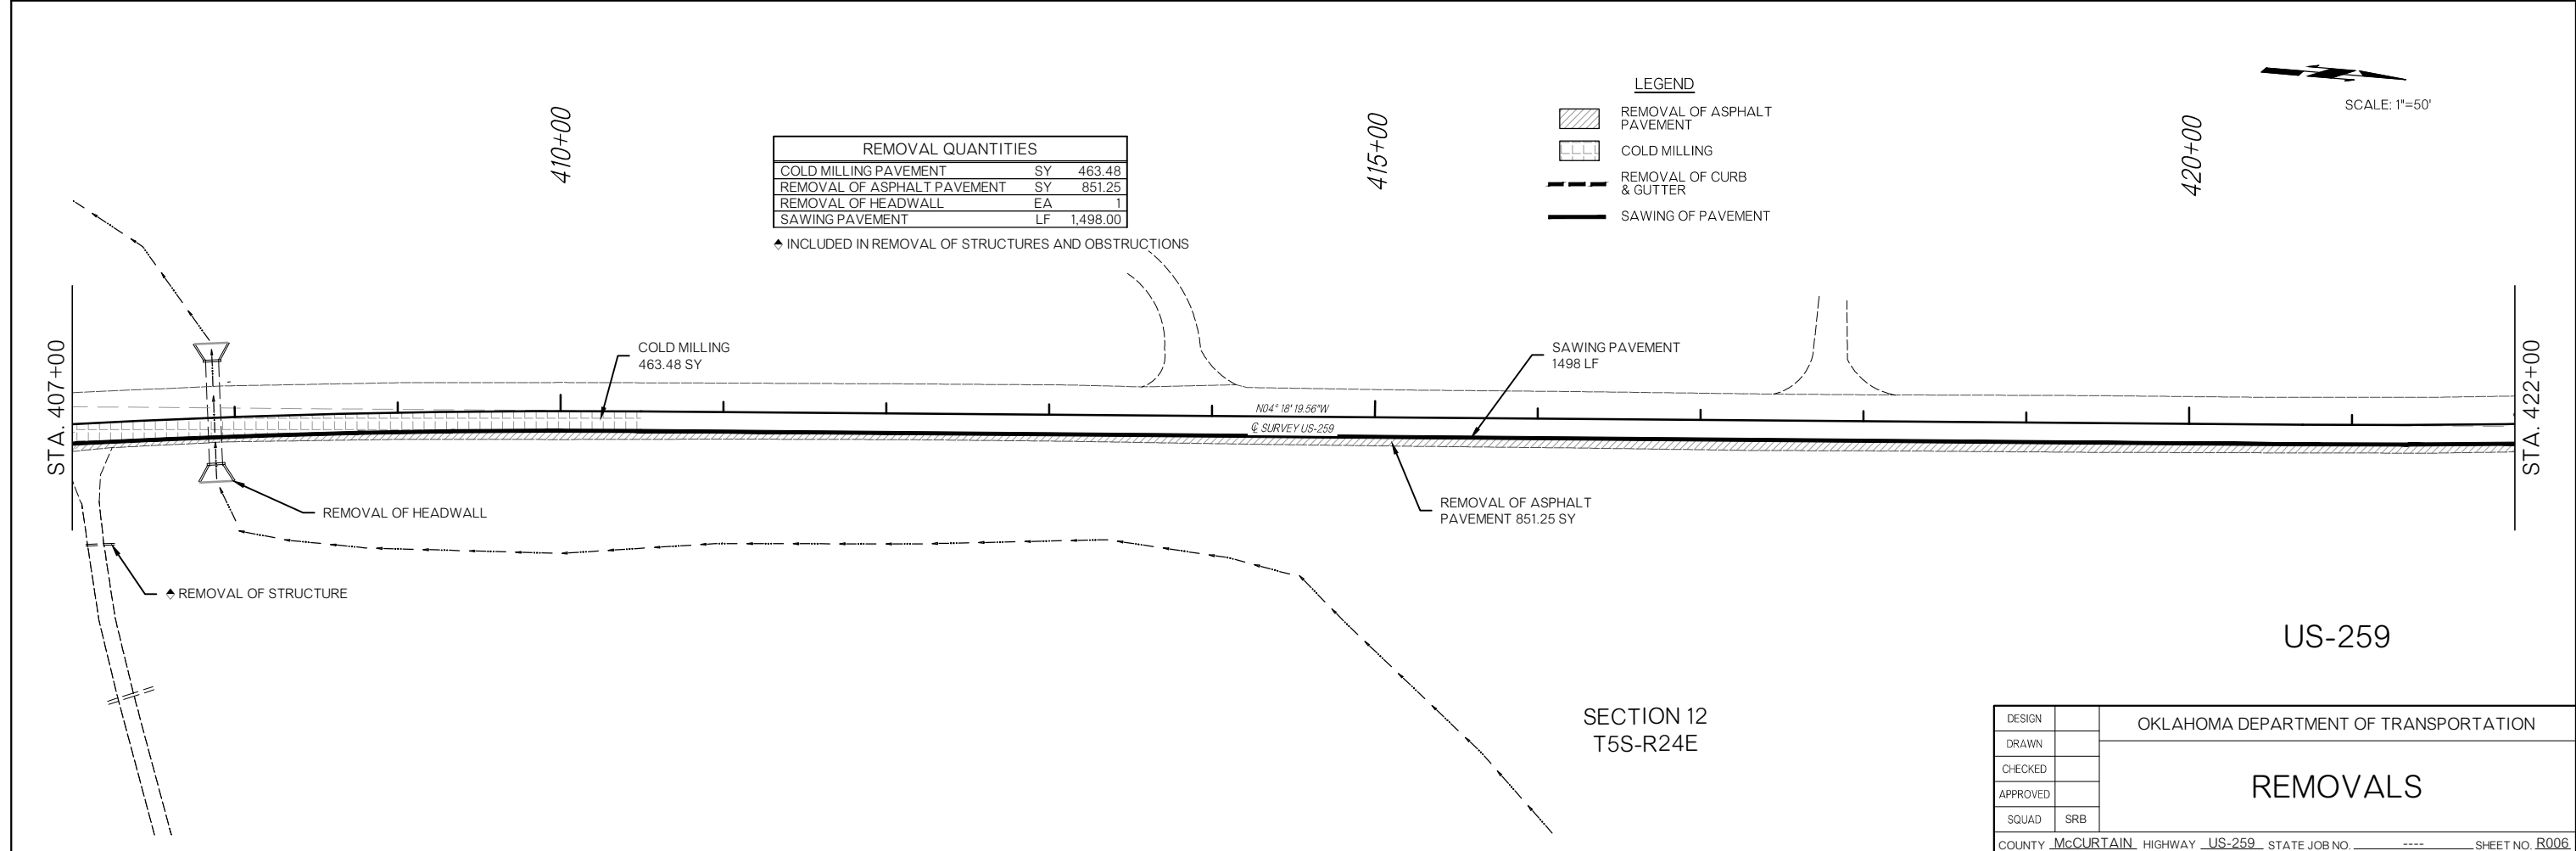 LEGEND
REMOVAL OF ASPHALT
PAVEMENT
COLD MILLING
REMOVAL OF CURB
& GUTTER
SAWING OF PAVEMENT
SCALE: 1"=50'
410+00
415+00
420+00
REMOVAL QUANTITIES
COLD MILLING PAVEMENT SY 463.48
REMOVAL OF ASPHALT PAVEMENT SY 851.25
REMOVAL OF HEADWALL EA 1
SAWING PAVEMENT LF 1,498.00
INCLUDED IN REMOVAL OF STRUCTURES AND OBSTRUCTIONS
STA. 407+00
COLD MILLING
463.48 SY
SAWING PAVEMENT
1498 LF
STA. 422+00
N04° 18' 19.56"W
℄ SURVEY US-259
REMOVAL OF HEADWALL
REMOVAL OF ASPHALT
PAVEMENT 851.25 SY
REMOVAL OF STRUCTURE
US-259
SECTION 12
T5S-R24E
DESIGN
DRAWN
CHECKED
APPROVED
SQUAD SRB
OKLAHOMA DEPARTMENT OF TRANSPORTATION
REMOVALS
COUNTY McCURTAIN HIGHWAY US-259 STATE JOB NO. ---- SHEET NO. R006